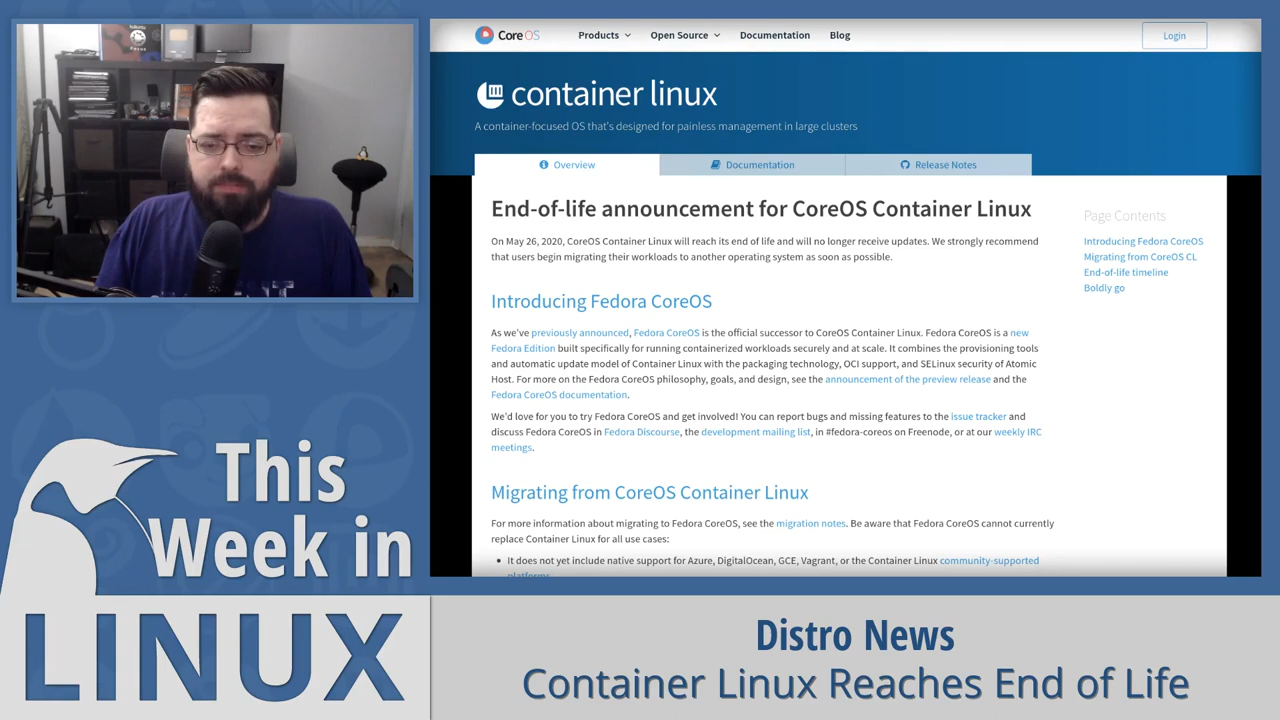 CoreOS
Products
Open Source
Documentation
Blog
Login
container linux
A container-focused OS that's designed for painless management in large clusters
Overview
Documentation
Release Notes
End-of-life announcement for CoreOS Container Linux
On May 26, 2020, CoreOS Container Linux will reach its end of life and will no longer receive updates. We strongly recommend
that users begin migrating their workloads to another operating system as soon as possible.
Introducing Fedora CoreOS
As we've previously announced, Fedora CoreOS is the official successor to CoreOS Container Linux. Fedora CoreOS is a new
Fedora Edition built specifically for running containerized workloads securely and at scale. It combines the provisioning tools
and automatic update model of Container Linux with the packaging technology, OCI support, and SELinux security of Atomic
Host. For more on the Fedora CoreOS philosophy, goals, and design, see the announcement of the preview release and the
Fedora CoreOS documentation.
We'd love for you to try Fedora CoreOS and get involved! You can report bugs and missing features to the issue tracker and
discuss Fedora CoreOS in Fedora Discourse, the development mailing list, in #fedora-coreos on Freenode, or at our weekly IRC
meetings.
Migrating from CoreOS Container Linux
For more information about migrating to Fedora CoreOS, see the migration notes. Be aware that Fedora CoreOS cannot currently
replace Container Linux for all use cases:
• It does not yet include native support for Azure, DigitalOcean, GCE, Vagrant, or the Container Linux community-supported
platforms.
Page Contents
Introducing Fedora CoreOS
Migrating from CoreOS CL
End-of-life timeline
Boldly go
This
Week in
LINUX
Distro News
Container Linux Reaches End of Life